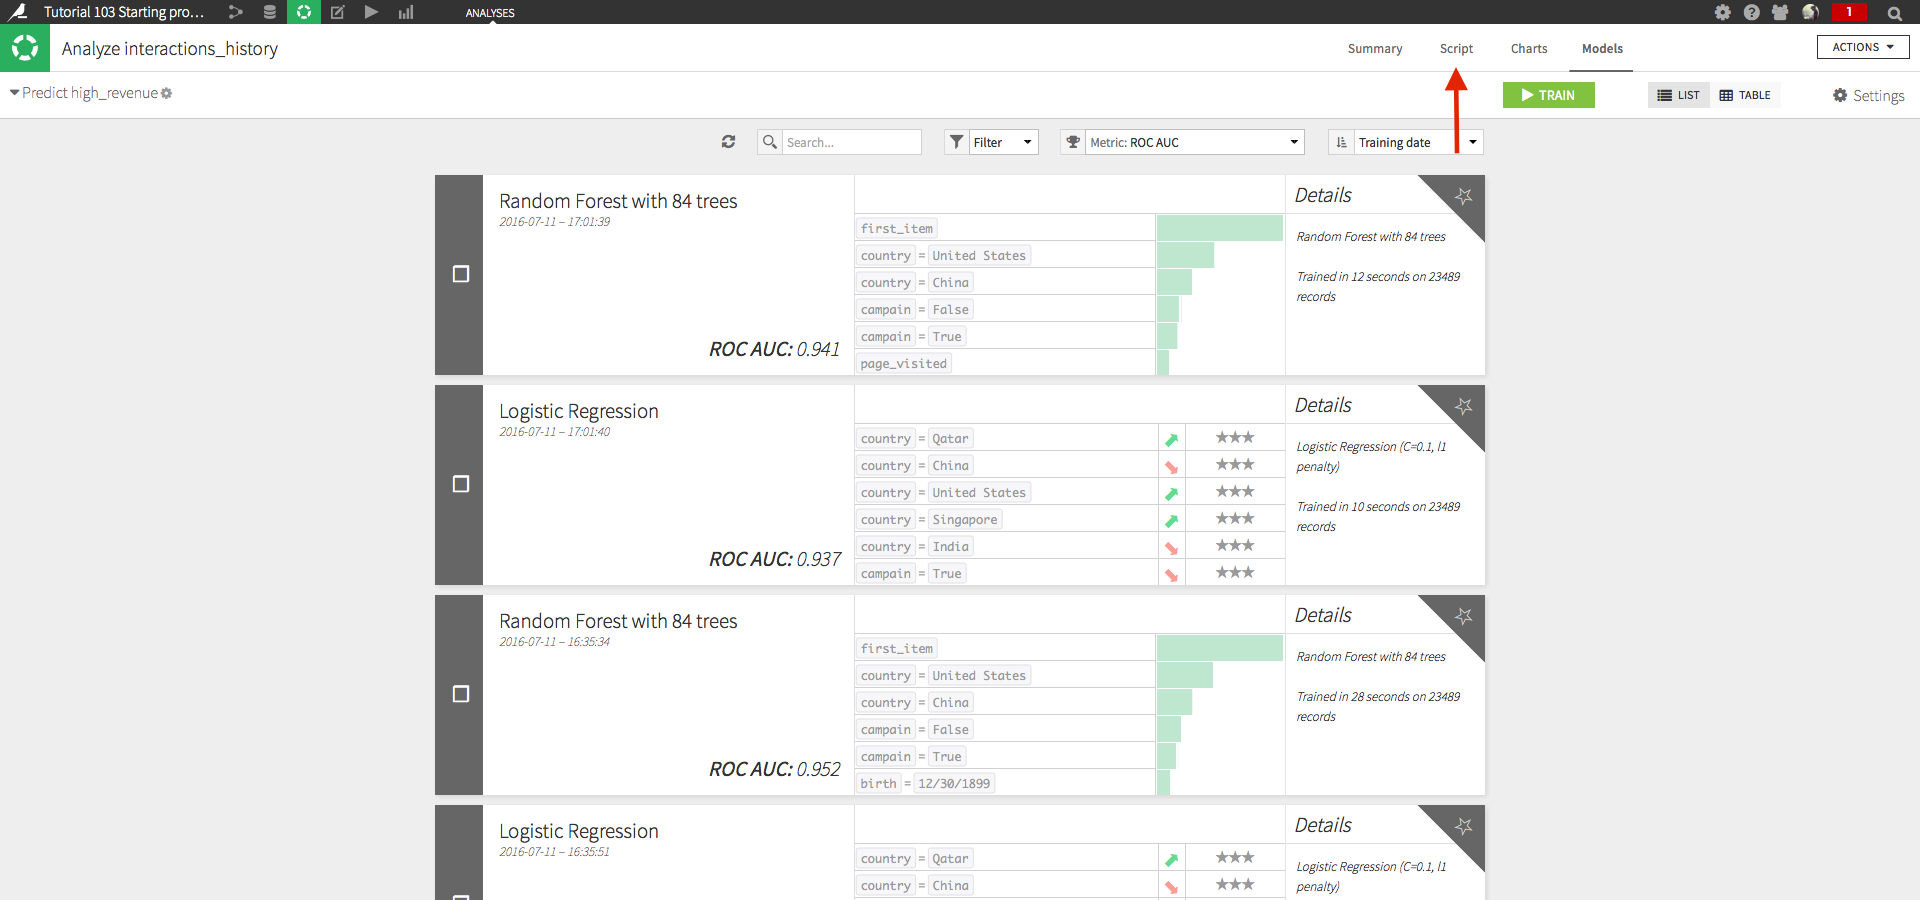 Tutorial 103 Starting pro...
ANALYSES
1
Analyze interactions_history
Summary
Script
Charts
Models
ACTIONS
Predict high_revenue
TRAIN
LIST
TABLE
Settings
Search...
Filter
Metric: ROC AUC
Training date
Random Forest with 84 trees
2016-07-11 – 17:01:39
ROC AUC: 0.941
first_item
country = United States
country = China
campain = False
campain = True
page_visited
Details
Random Forest with 84 trees
Trained in 12 seconds on 23489
records
Logistic Regression
2016-07-11 – 17:01:40
ROC AUC: 0.937
country = Qatar
country = China
country = United States
country = Singapore
country = India
campain = True
Details
Logistic Regression (C=0.1, l1
penalty)
Trained in 10 seconds on 23489
records
Random Forest with 84 trees
2016-07-11 – 16:35:34
ROC AUC: 0.952
first_item
country = United States
country = China
campain = False
campain = True
birth = 12/30/1899
Details
Random Forest with 84 trees
Trained in 28 seconds on 23489
records
Logistic Regression
2016-07-11 – 16:35:51
country = Qatar
country = China
Details
Logistic Regression (C=0.1, l1
penalty)